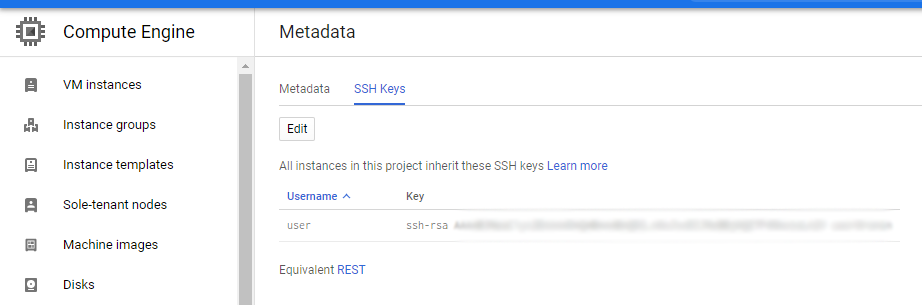 Compute Engine
Metadata
VM instances
Instance groups
Instance templates
Sole-tenant nodes
Machine images
Disks
Metadata SSH Keys
Edit
All instances in this project inherit these SSH keys Learn more
Username Key
user ssh-rsa
Equivalent REST